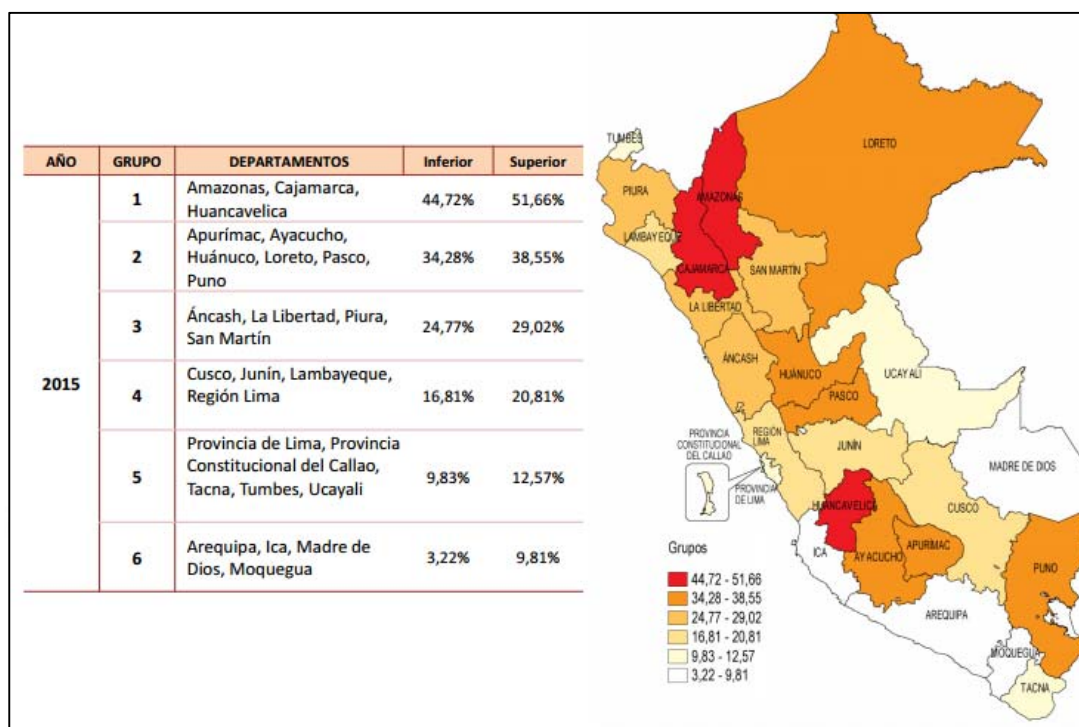 AÑO GRUPO DEPARTAMENTOS Inferior Superior
2015
1 Amazonas, Cajamarca,
Huancavelica 44,72% 51,66%
2 Apurímac, Ayacucho,
Huánuco, Loreto, Pasco,
Puno 34,28% 38,55%
3 Áncash, La Libertad, Piura,
San Martín 24,77% 29,02%
4 Cusco, Junín, Lambayeque,
Región Lima 16,81% 20,81%
5 Provincia de Lima, Provincia
Constitucional del Callao,
Tacna, Tumbes, Ucayali 9,83% 12,57%
6 Arequipa, Ica, Madre de
Dios, Moquegua 3,22% 9,81%
TUMBES
LORETO
PIURA
AMAZONAS
LAMBAYEQUE
CAJAMARCA
SAN MARTÍN
LA LIBERTAD
ÁNCASH
HUÁNUCO
UCAYALI
PASCO
PROVINCIA
CONSTITUCIONAL
DEL CALLAO
REGIÓN
LIMA
JUNÍN
MADRE DE DIOS
PROVINCIA
DE LIMA
HUANCAVELICA
CUSCO
ICA
AYACUCHO
APURÍMAC
PUNO
AREQUIPA
MOQUEGUA
TACNA
Grupos
44,72 - 51,66
34,28 - 38,55
24,77 - 29,02
16,81 - 20,81
9,83 - 12,57
3,22 - 9,81